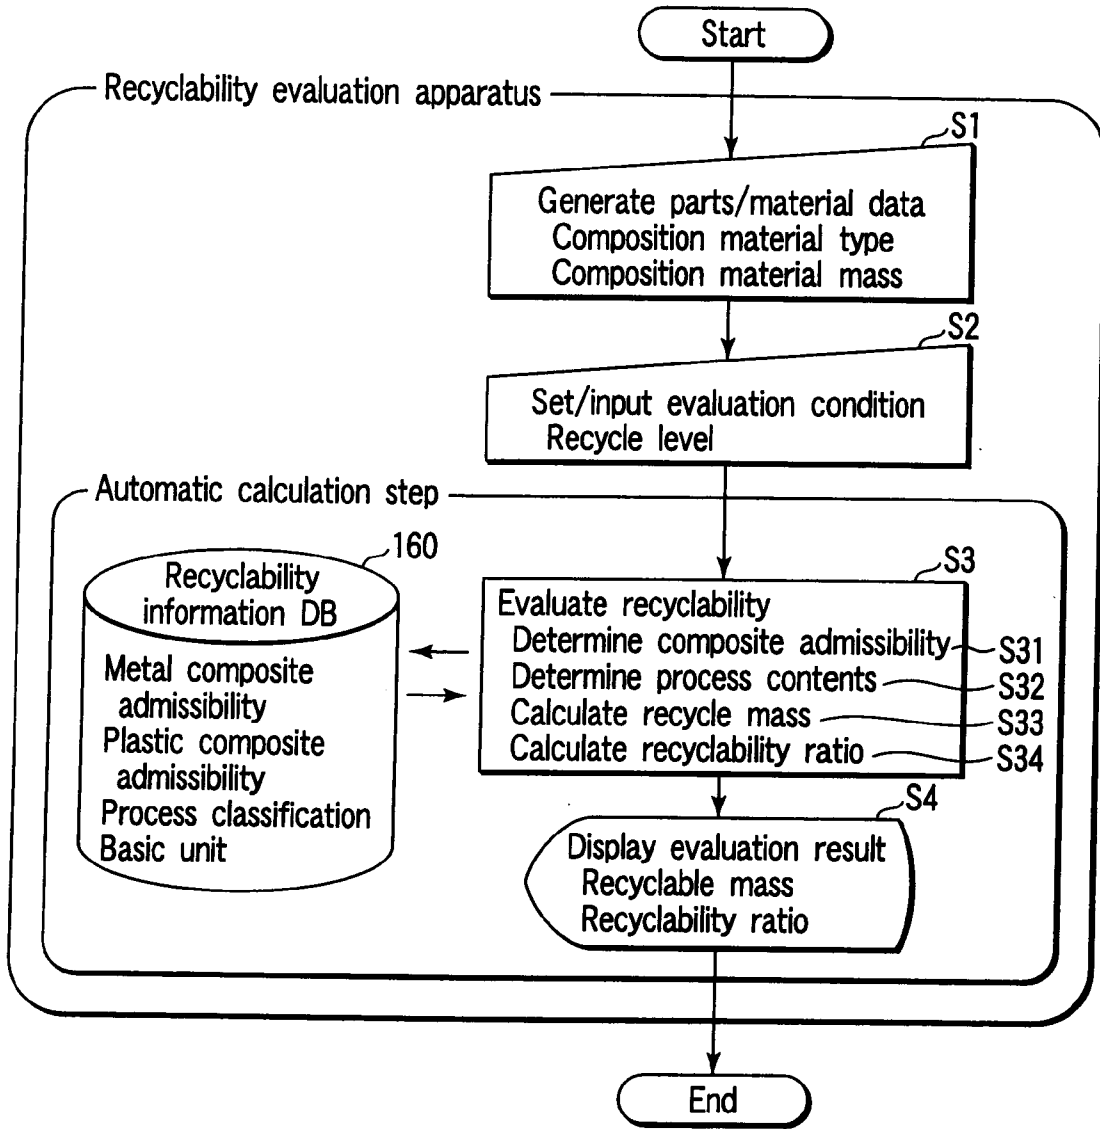 Start
Recyclability evaluation apparatus
S1
Generate parts/material data
Composition material type
Composition material mass
S2
Set/input evaluation condition
Recycle level
Automatic calculation step
160
Recyclability
information DB
Metal composite
admissibility
Plastic composite
admissibility
Process classification
Basic unit
S3
Evaluate recyclability
Determine composite admissibility S31
Determine process contents S32
Calculate recycle mass S33
Calculate recyclability ratio S34
S4
Display evaluation result
Recyclable mass
Recyclability ratio
End